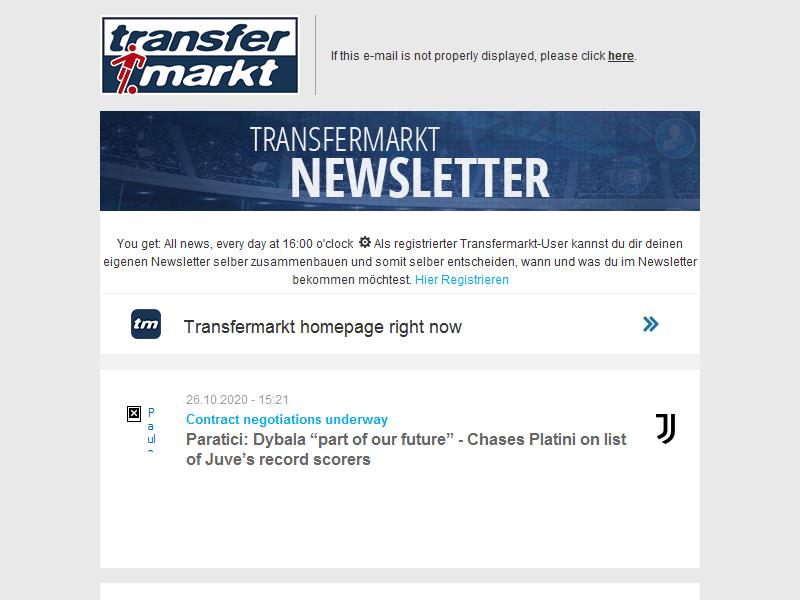 transfer
markt
If this e-mail is not properly displayed, please click here.
TRANSFERMARKT
NEWSLETTER
You get: All news, every day at 16:00 o'clock Als registrierter Transfermarkt-User kannst du dir deinen
eigenen Newsletter selber zusammenbauen und somit selber entscheiden, wann und was du im Newsletter
bekommen möchtest. Hier Registrieren
tm
Transfermarkt homepage right now
26.10.2020 - 15:21
Contract negotiations underway
Paratici: Dybala “part of our future” - Chases Platini on list
of Juve’s record scorers
P
a
ul